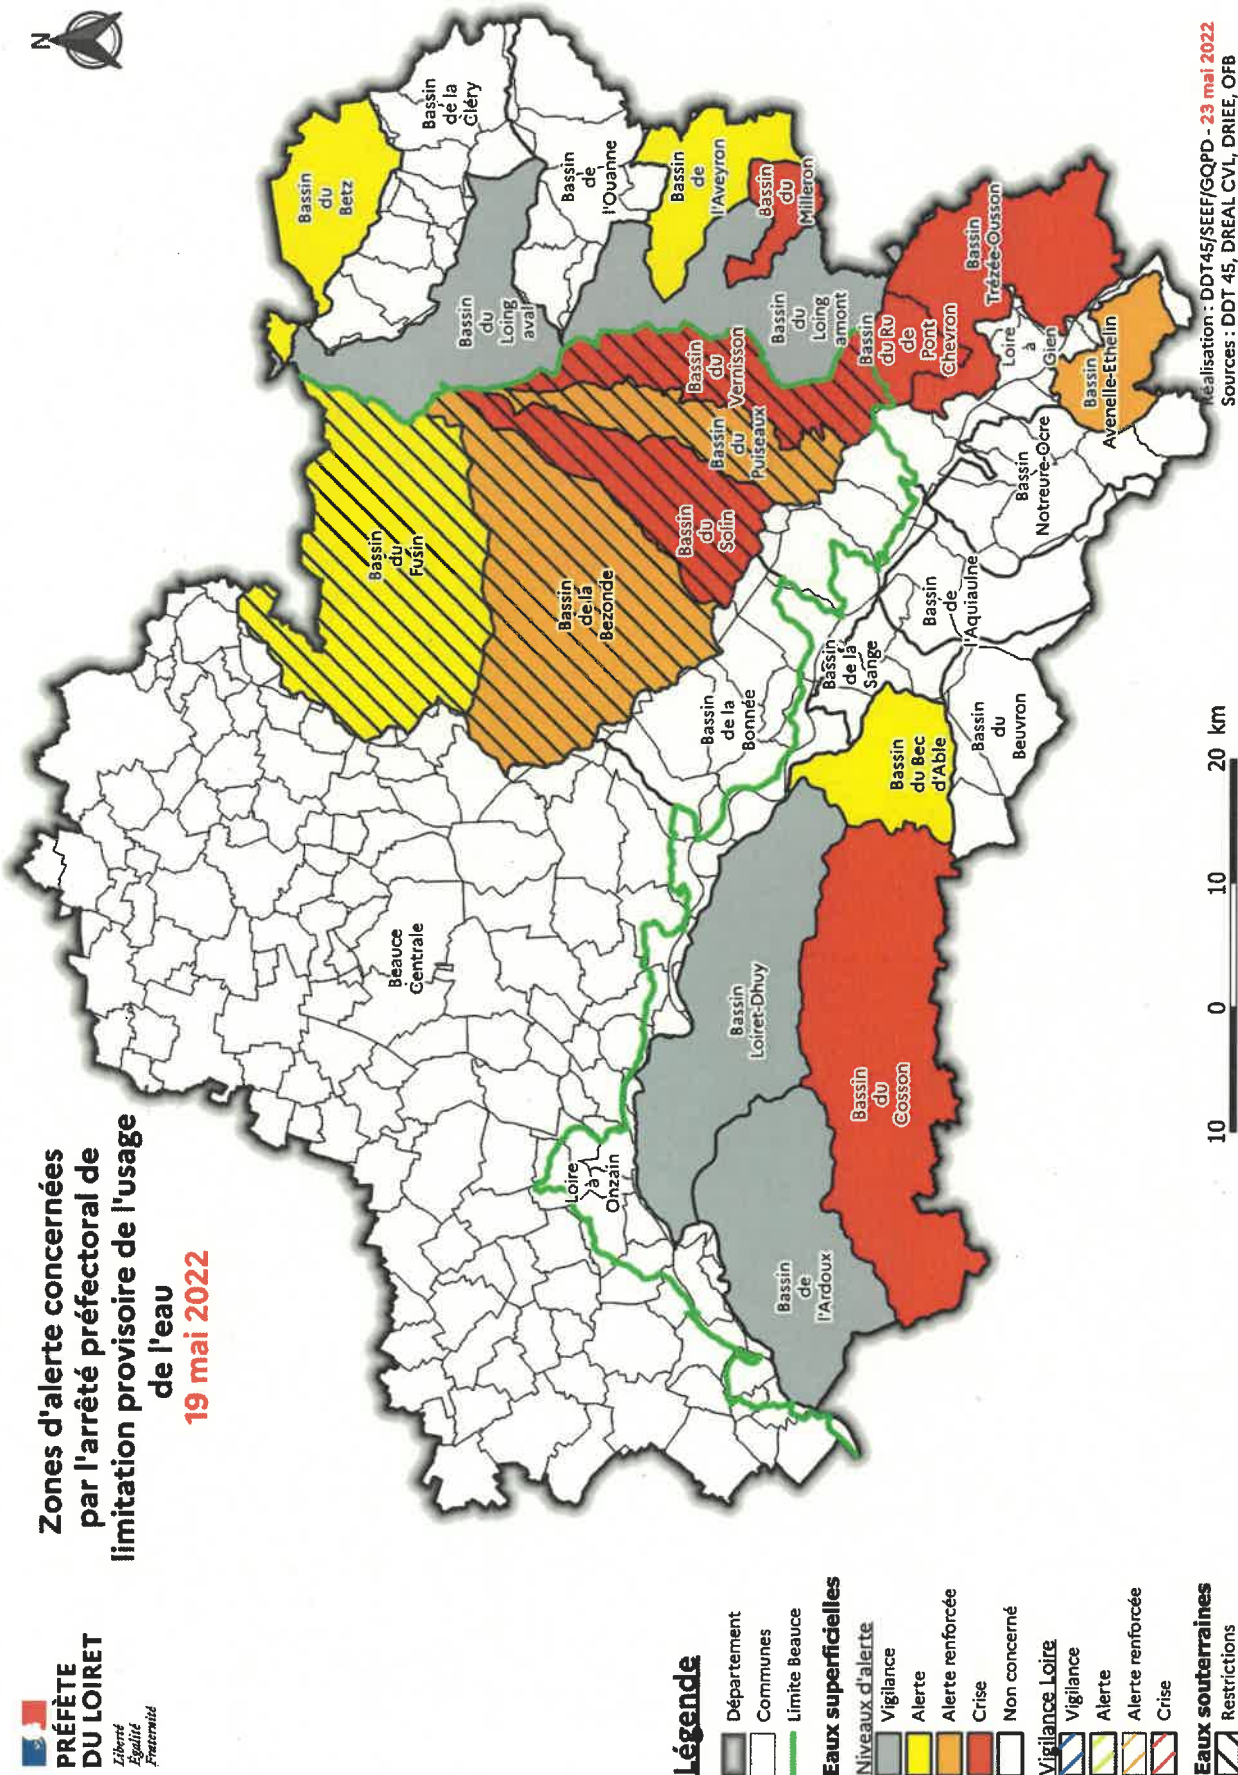 PRÉFÈTE
DU LOIRET
Liberté
Égalité
Fraternité
Zones d'alerte concernées
par l'arrêté préfectoral de
limitation provisoire de l'usage
de l'eau
19 mai 2022
N
Bassin
du
Betz
Bassin
de la
Cléry
Bassin
du
Loing
aval
Bassin
de
l'Ouanne
Bassin
de
l'Aveyron
Bassin
du
Milleron
Bassin
du
Loing
amont
Bassin
Trézée-Ousson
Bassin
du Ru
de
Pont
Chevron
Loire
à
Gien
Bassin
Avenelle-Ethelin
Bassin
Notreure-Ocre
Bassin
du
Vernisson
Bassin
du
Puiseaux
Bassin
du
Solin
Bassin
du
Fusin
Bassin
de la
Bezonde
Bassin
de
l'Aquiaulne
Bassin
de la
Sange
Bassin
de la
Bonnée
Bassin
du
Beuvron
Bassin
du Bec
d'Able
Beauce
Centrale
Bassin
Loiret-Dhuy
Bassin
du
Cosson
Loire
à
Onzain
Bassin
de
l'Ardoux
Légende
Département
Communes
Limite Beauce
Eaux superficielles
Niveaux d'alerte
Vigilance
Alerte
Alerte renforcée
Crise
Non concerné
Vigilance Loire
Vigilance
Alerte
Alerte renforcée
Crise
Eaux souterraines
Restrictions
10 0 10 20 km
Réalisation : DDT45/SEEF/GQPD - 23 mai 2022
Sources : DDT 45, DREAL CVL, DRIEE, OFB